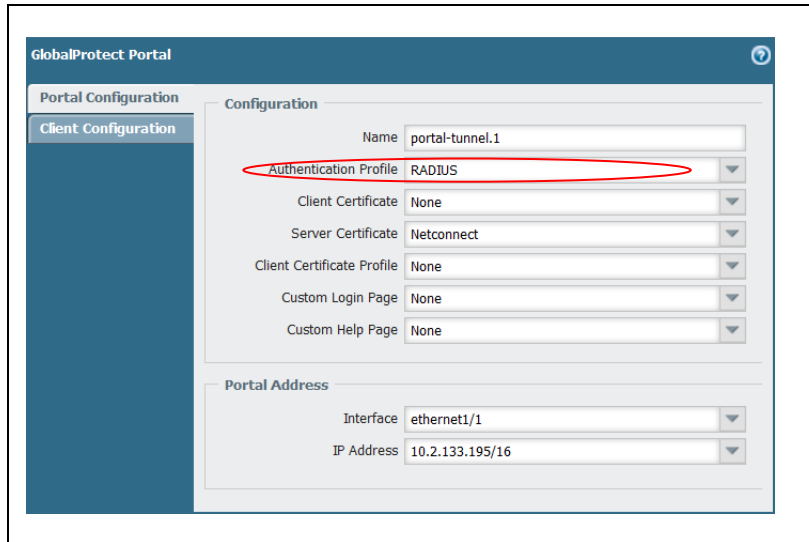 GlobalProtect Portal
Portal Configuration
Client Configuration
Configuration
Name portal-tunnel.1
Authentication Profile RADIUS
Client Certificate None
Server Certificate Netconnect
Client Certificate Profile None
Custom Login Page None
Custom Help Page None
Portal Address
Interface ethernet1/1
IP Address 10.2.133.195/16